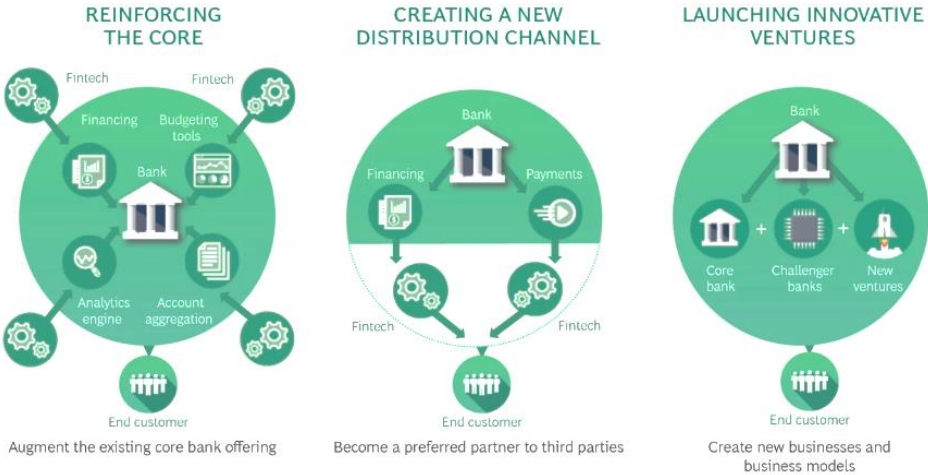 REINFORCING
THE CORE
Fintech
Fintech
Financing
Budgeting
tools
Bank
Analytics
engine
Account
aggregation
End customer
Augment the existing core bank offering
CREATING A NEW
DISTRIBUTION CHANNEL
Bank
Financing
Payments
Fintech
Fintech
End customer
Become a preferred partner to third parties
LAUNCHING INNOVATIVE
VENTURES
Bank
+
+
Core
bank
Challenger
banks
New
ventures
End customer
Create new businesses and
business models